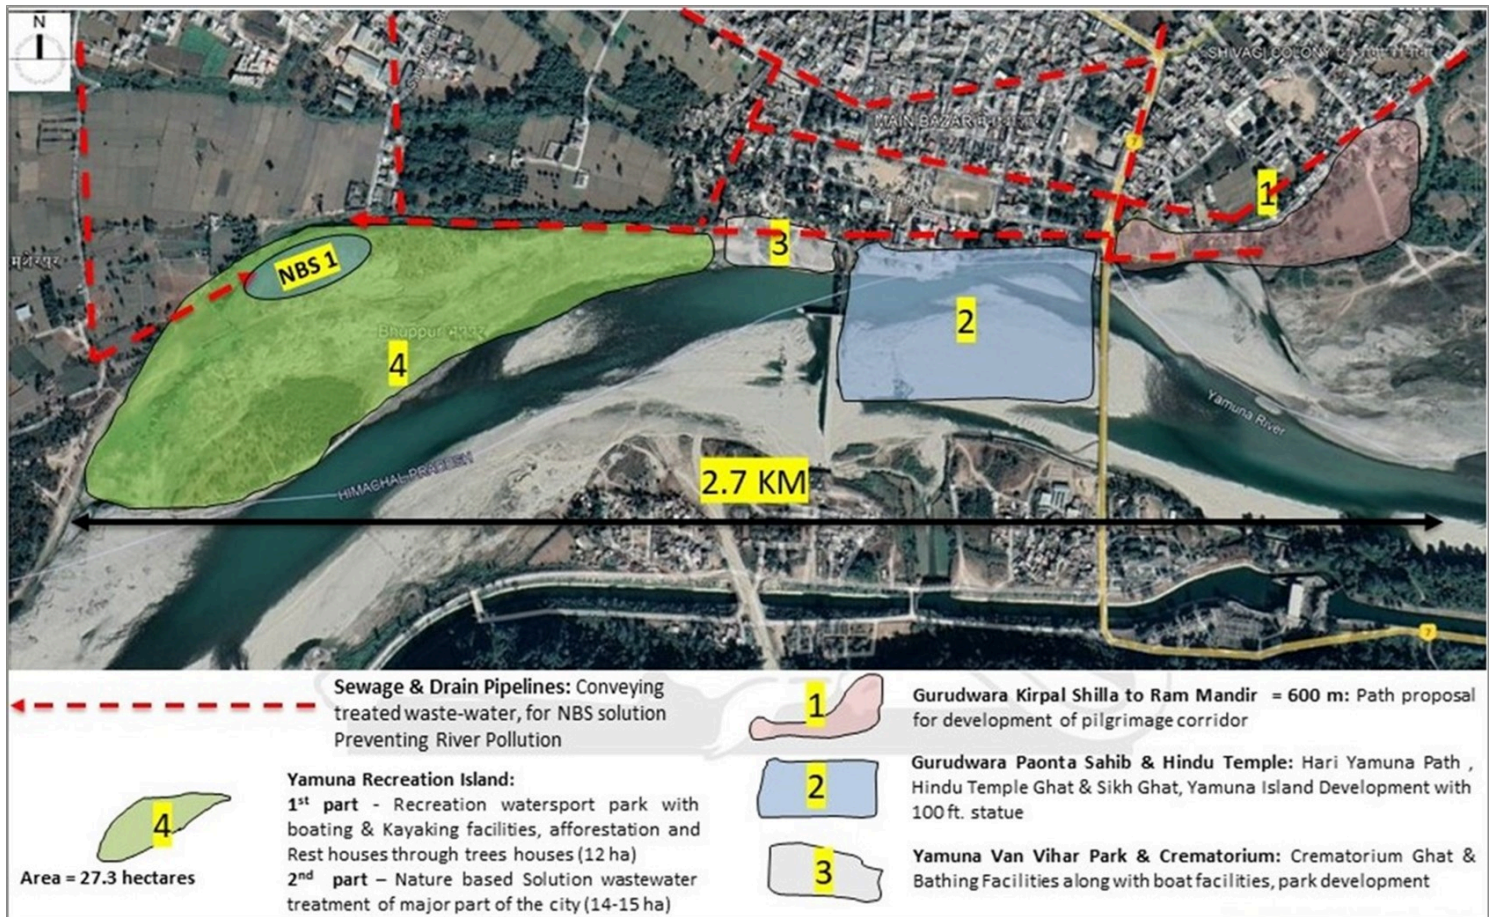 N
SHIVAGI COLONY
MAIN BAZAR
7
1
3
NBS 1
2
Bhuppur
4
Yamuna River
HIMACHAL PRADESH
2.7 KM
7
Sewage & Drain Pipelines: Conveying
treated waste-water, for NBS solution
Preventing River Pollution
4
Area = 27.3 hectares
Yamuna Recreation Island:
1st part - Recreation watersport park with
boating & Kayaking facilities, afforestation and
Rest houses through trees houses (12 ha)
2nd part – Nature based Solution wastewater
treatment of major part of the city (14-15 ha)
1
Gurudwara Kirpal Shilla to Ram Mandir = 600 m: Path proposal
for development of pilgrimage corridor
2
Gurudwara Paonta Sahib & Hindu Temple: Hari Yamuna Path ,
Hindu Temple Ghat & Sikh Ghat, Yamuna Island Development with
100 ft. statue
3
Yamuna Van Vihar Park & Crematorium: Crematorium Ghat &
Bathing Facilities along with boat facilities, park development